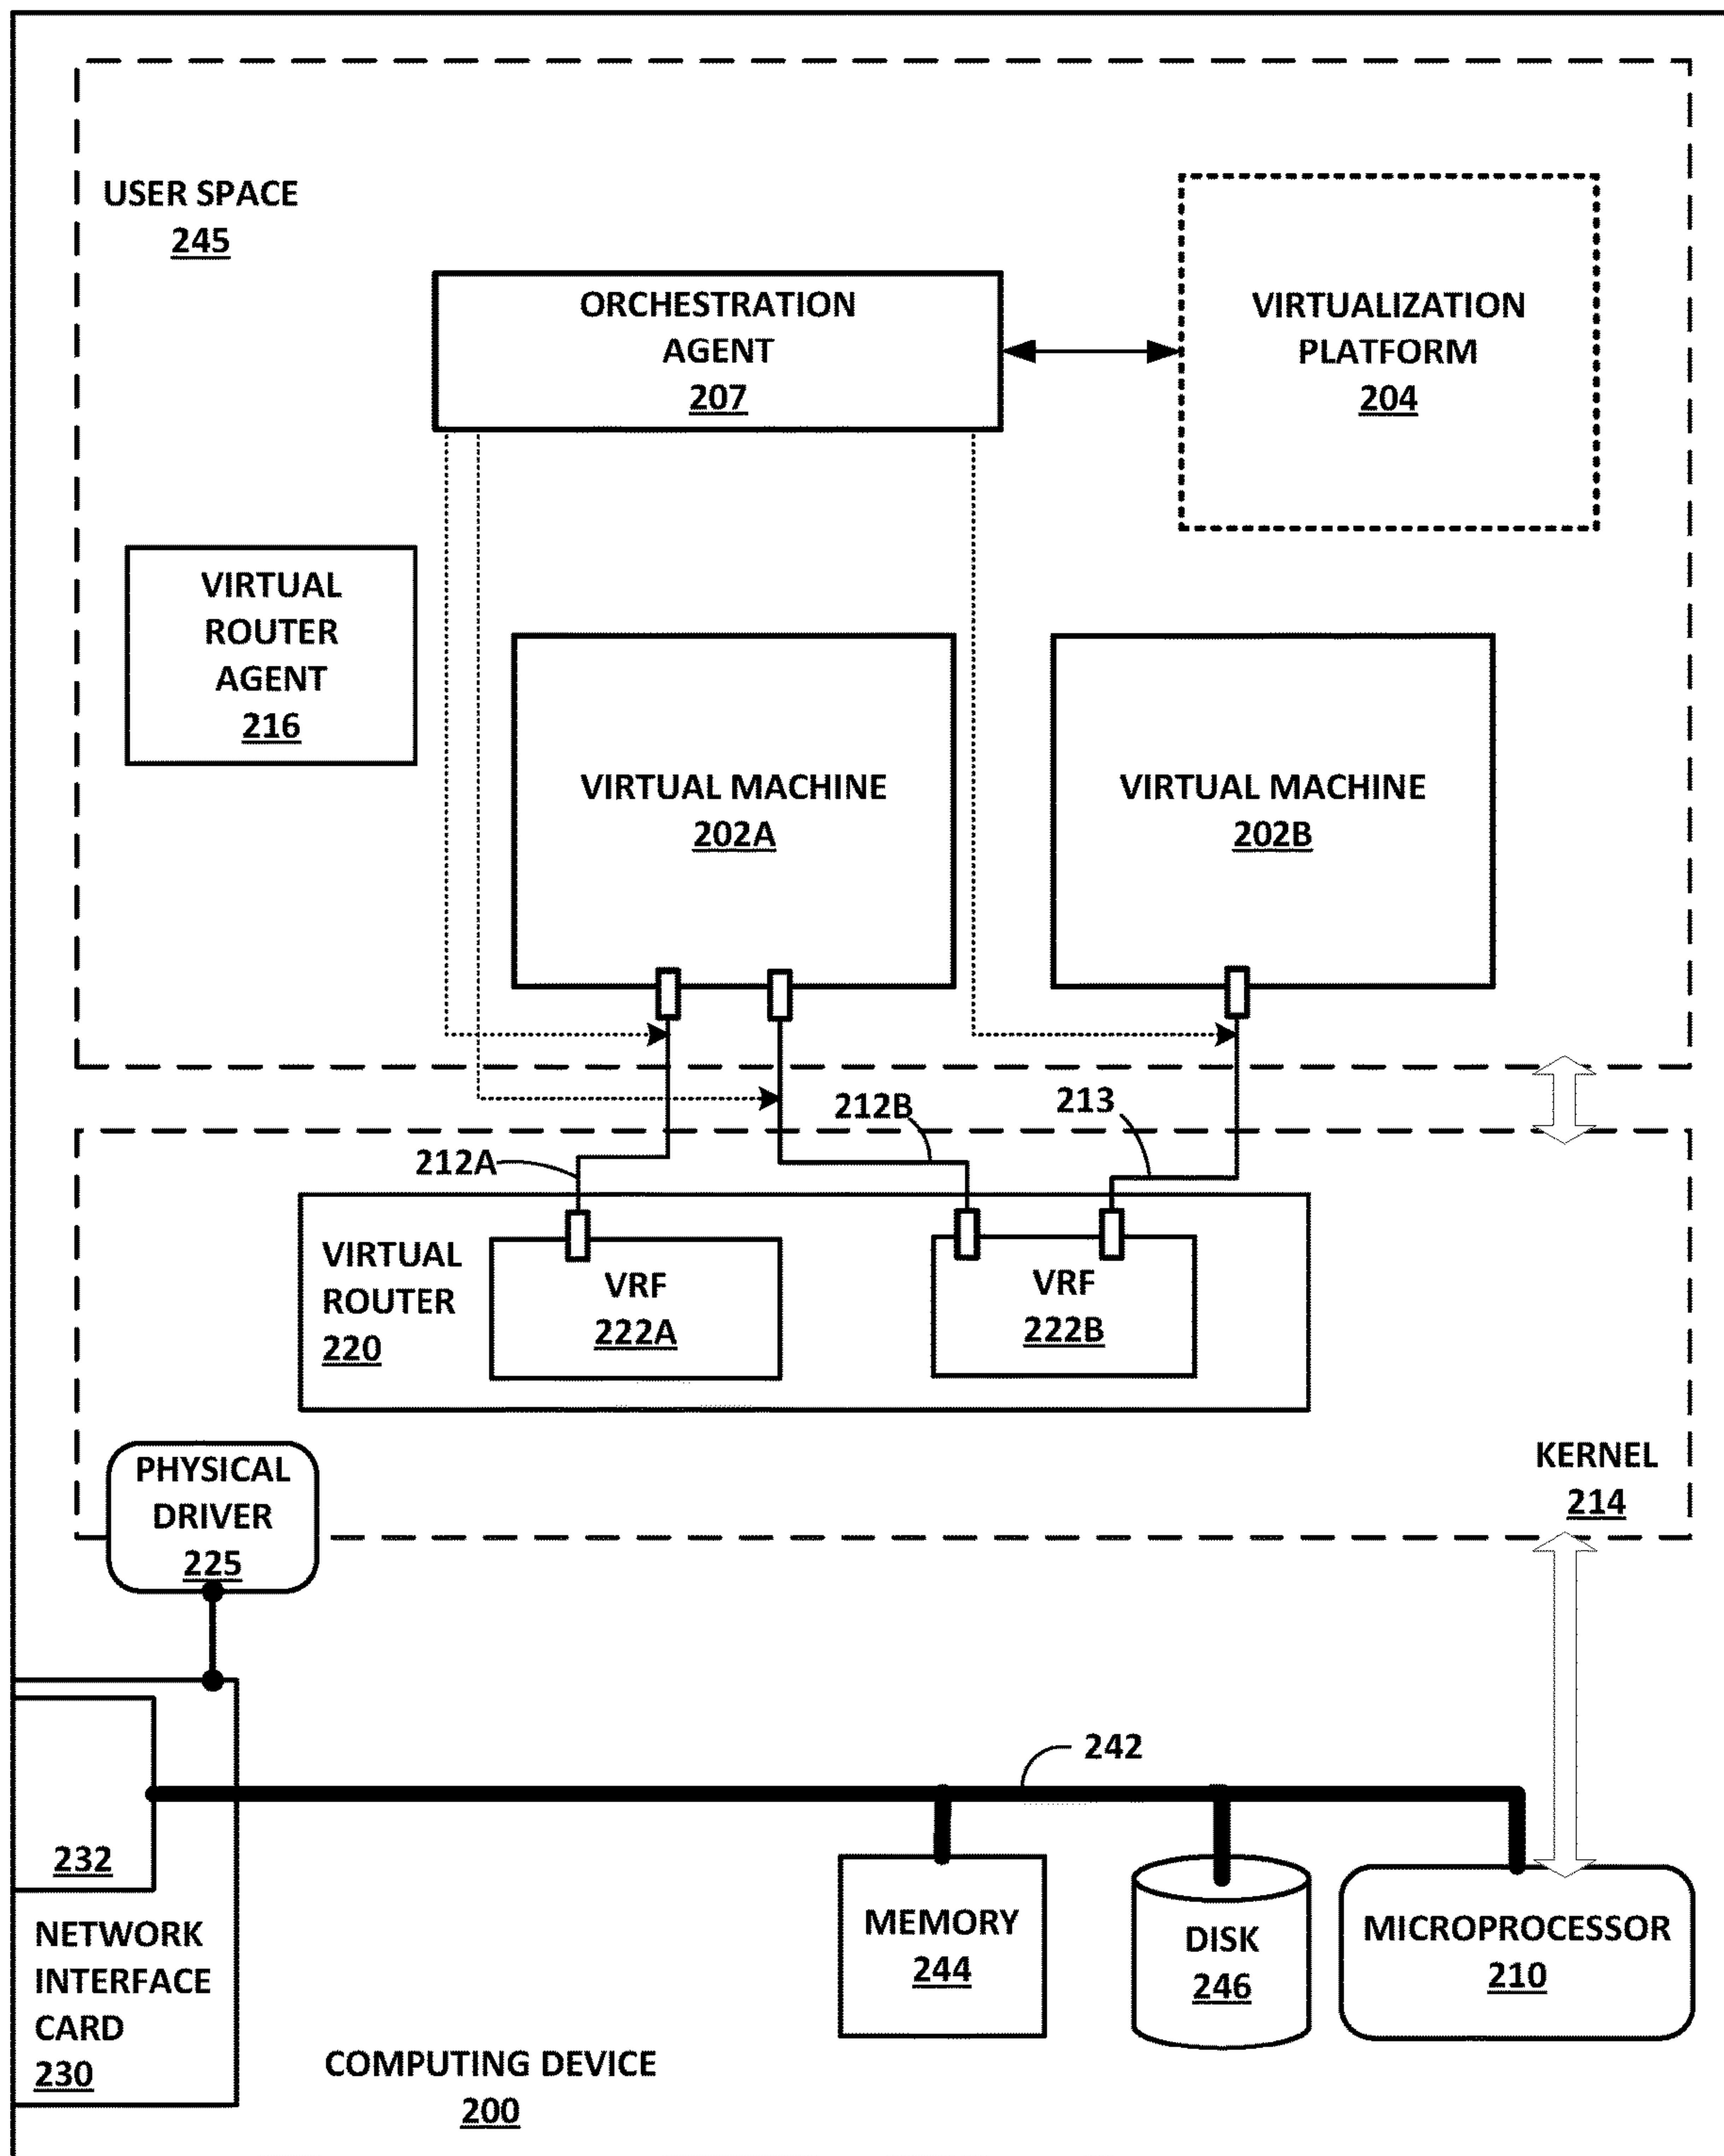 USER SPACE
245
ORCHESTRATION
AGENT
207
VIRTUALIZATION
PLATFORM
204
VIRTUAL
ROUTER
AGENT
216
VIRTUAL MACHINE
202A
VIRTUAL MACHINE
202B
212A
212B
213
VIRTUAL
ROUTER
220
VRF
222A
VRF
222B
KERNEL
214
PHYSICAL
DRIVER
225
242
232
NETWORK
INTERFACE
CARD
230
MEMORY
244
DISK
246
MICROPROCESSOR
210
COMPUTING DEVICE
200